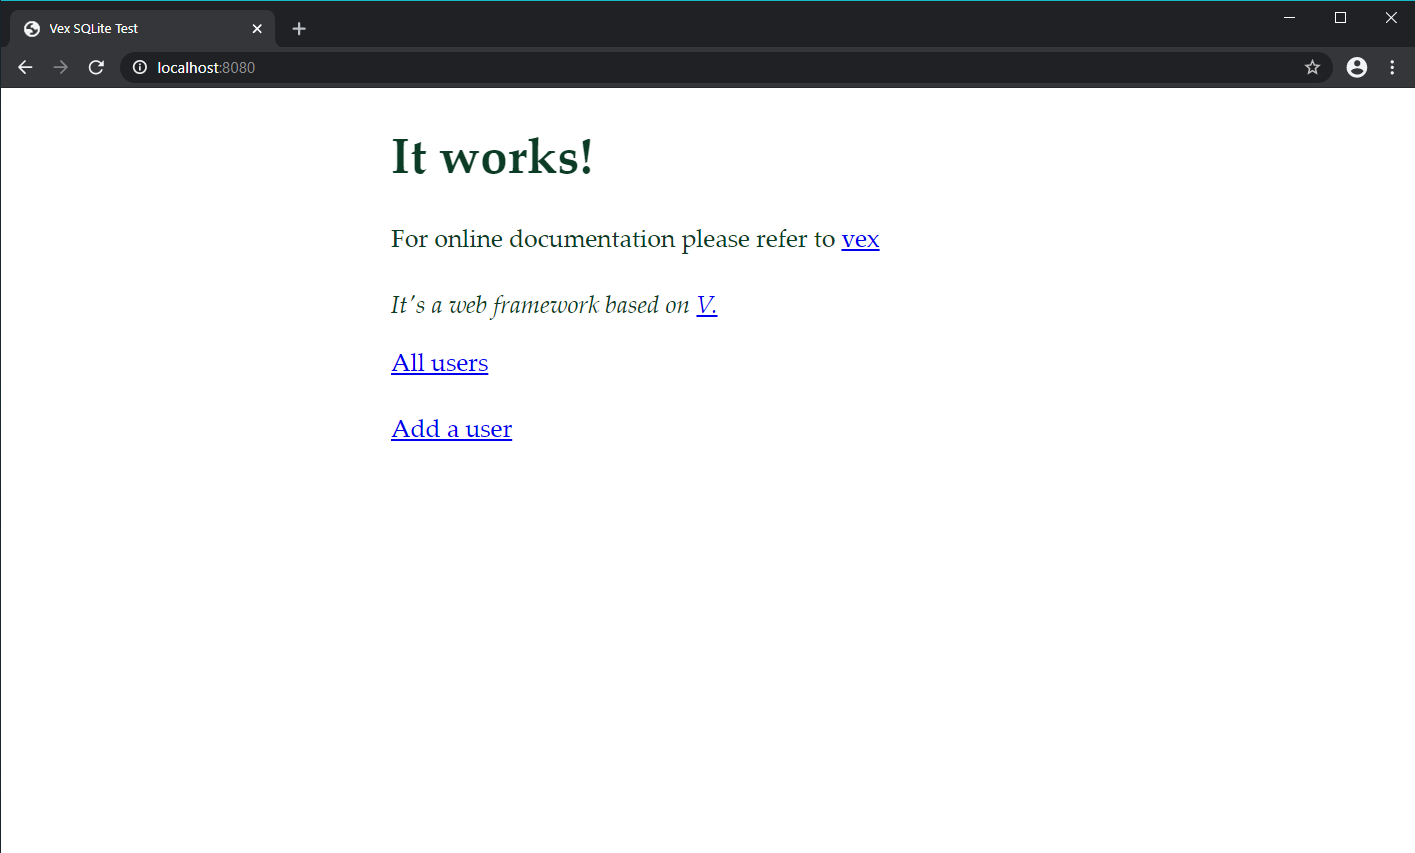 Vex SQLite Test
localhost:8080
It works!
For online documentation please refer to vex
It's a web framework based on V.
All users
Add a user